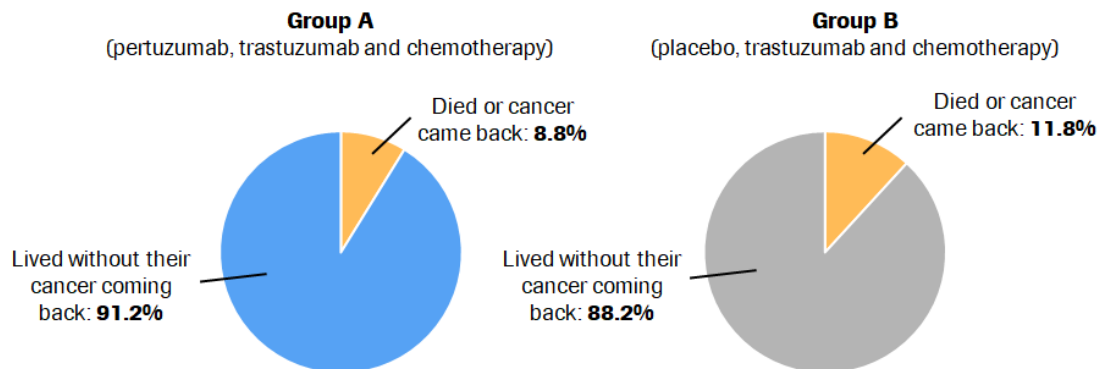 Group A
(pertuzumab, trastuzumab and chemotherapy)
Died or cancer
came back: 8.8%
Lived without their
cancer coming
back: 91.2%
Group B
(placebo, trastuzumab and chemotherapy)
Died or cancer
came back: 11.8%
Lived without their
cancer coming
back: 88.2%